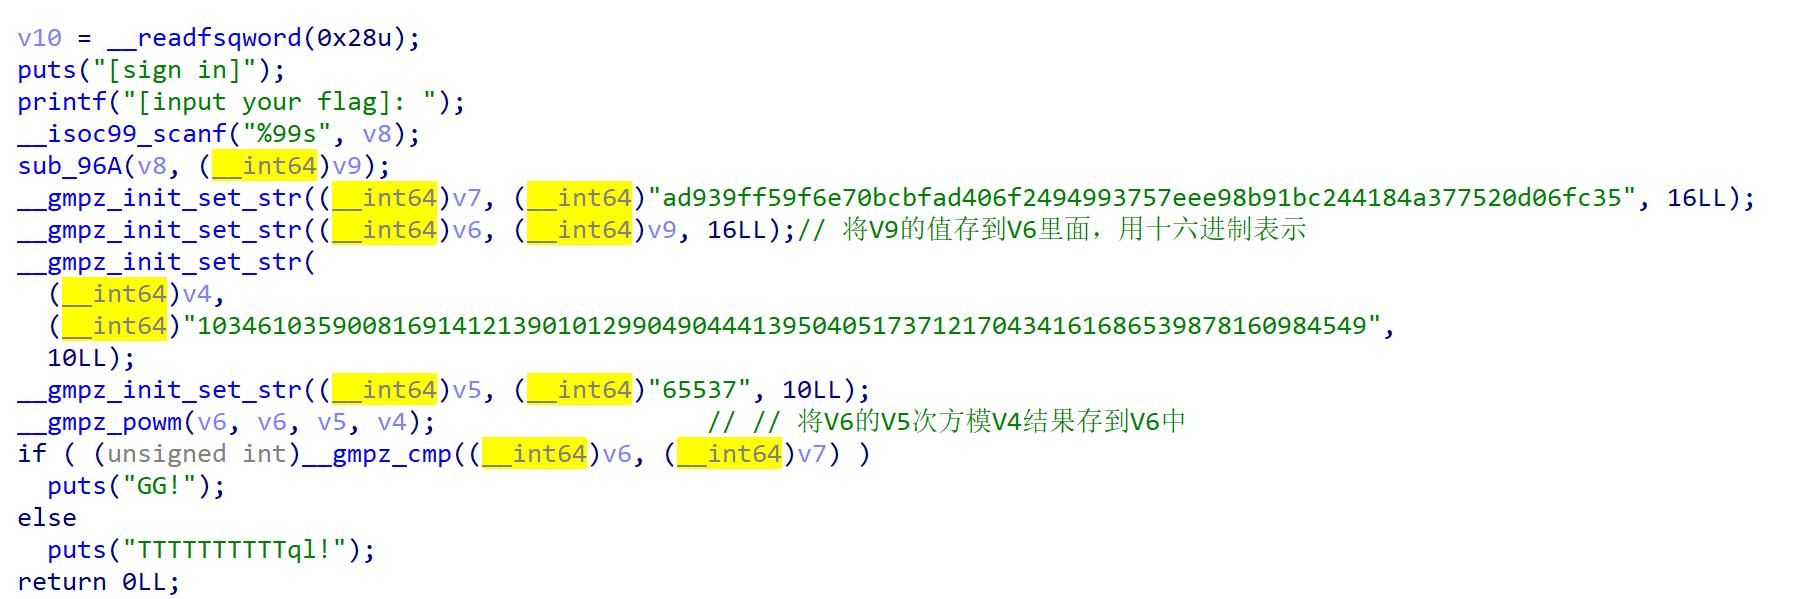 v10 = __readfsqword(0x28u);
puts("[sign in]");
printf("[input your flag]: ");
__isoc99_scanf("%99s", v8);
sub_96A(v8, (__int64)v9);
__gmpz_init_set_str((__int64)v7, (__int64)"ad939ff59f6e70bcbfad406f2494993757eee98b91bc244184a377520d06fc35", 16LL);
__gmpz_init_set_str((__int64)v6, (__int64)v9, 16LL);// 将V9的值存到V6里面，用十六进制表示
__gmpz_init_set_str(
(__int64)v4,
(__int64)"103461035900816914121390101299049044413950405173712170434161686539878160984549",
10LL);
__gmpz_init_set_str((__int64)v5, (__int64)"65537", 10LL);
__gmpz_powm(v6, v6, v5, v4); // // 将V6的V5次方模V4结果存到V6中
if ( (unsigned int)__gmpz_cmp((__int64)v6, (__int64)v7) )
puts("GG!");
else
puts("TTTTTTTTTTql!");
return 0LL;